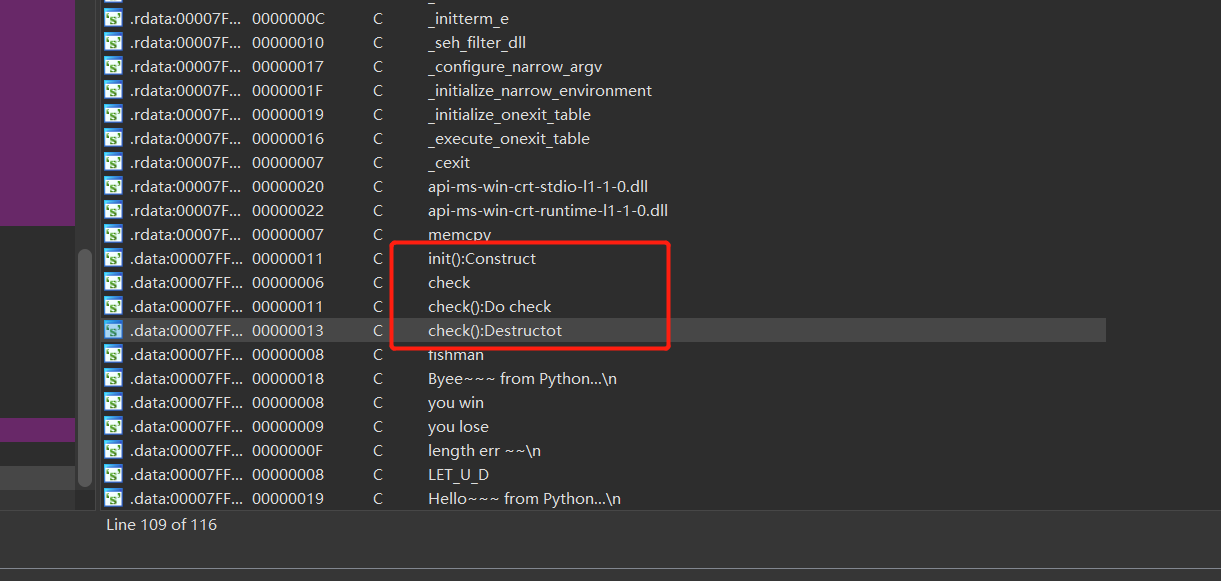 .rdata:00007F... 0000000C C _initterm_e
.rdata:00007F... 00000010 C _seh_filter_dll
.rdata:00007F... 00000017 C _configure_narrow_argv
.rdata:00007F... 0000001F C _initialize_narrow_environment
.rdata:00007F... 00000019 C _initialize_onexit_table
.rdata:00007F... 00000016 C _execute_onexit_table
.rdata:00007F... 00000007 C _cexit
.rdata:00007F... 00000020 C api-ms-win-crt-stdio-l1-1-0.dll
.rdata:00007F... 00000022 C api-ms-win-crt-runtime-l1-1-0.dll
.rdata:00007F... 00000007 C memcpy
.data:00007FF... 00000011 C init():Construct
.data:00007FF... 00000006 C check
.data:00007FF... 00000011 C check():Do check
.data:00007FF... 00000013 C check():Destructot
.data:00007FF... 00000008 C fishman
.data:00007FF... 00000018 C Byee~~~ from Python...\n
.data:00007FF... 00000008 C you win
.data:00007FF... 00000009 C you lose
.data:00007FF... 0000000F C length err ~~\n
.data:00007FF... 00000008 C LET_U_D
.data:00007FF... 00000019 C Hello~~~ from Python...\n
Line 109 of 116